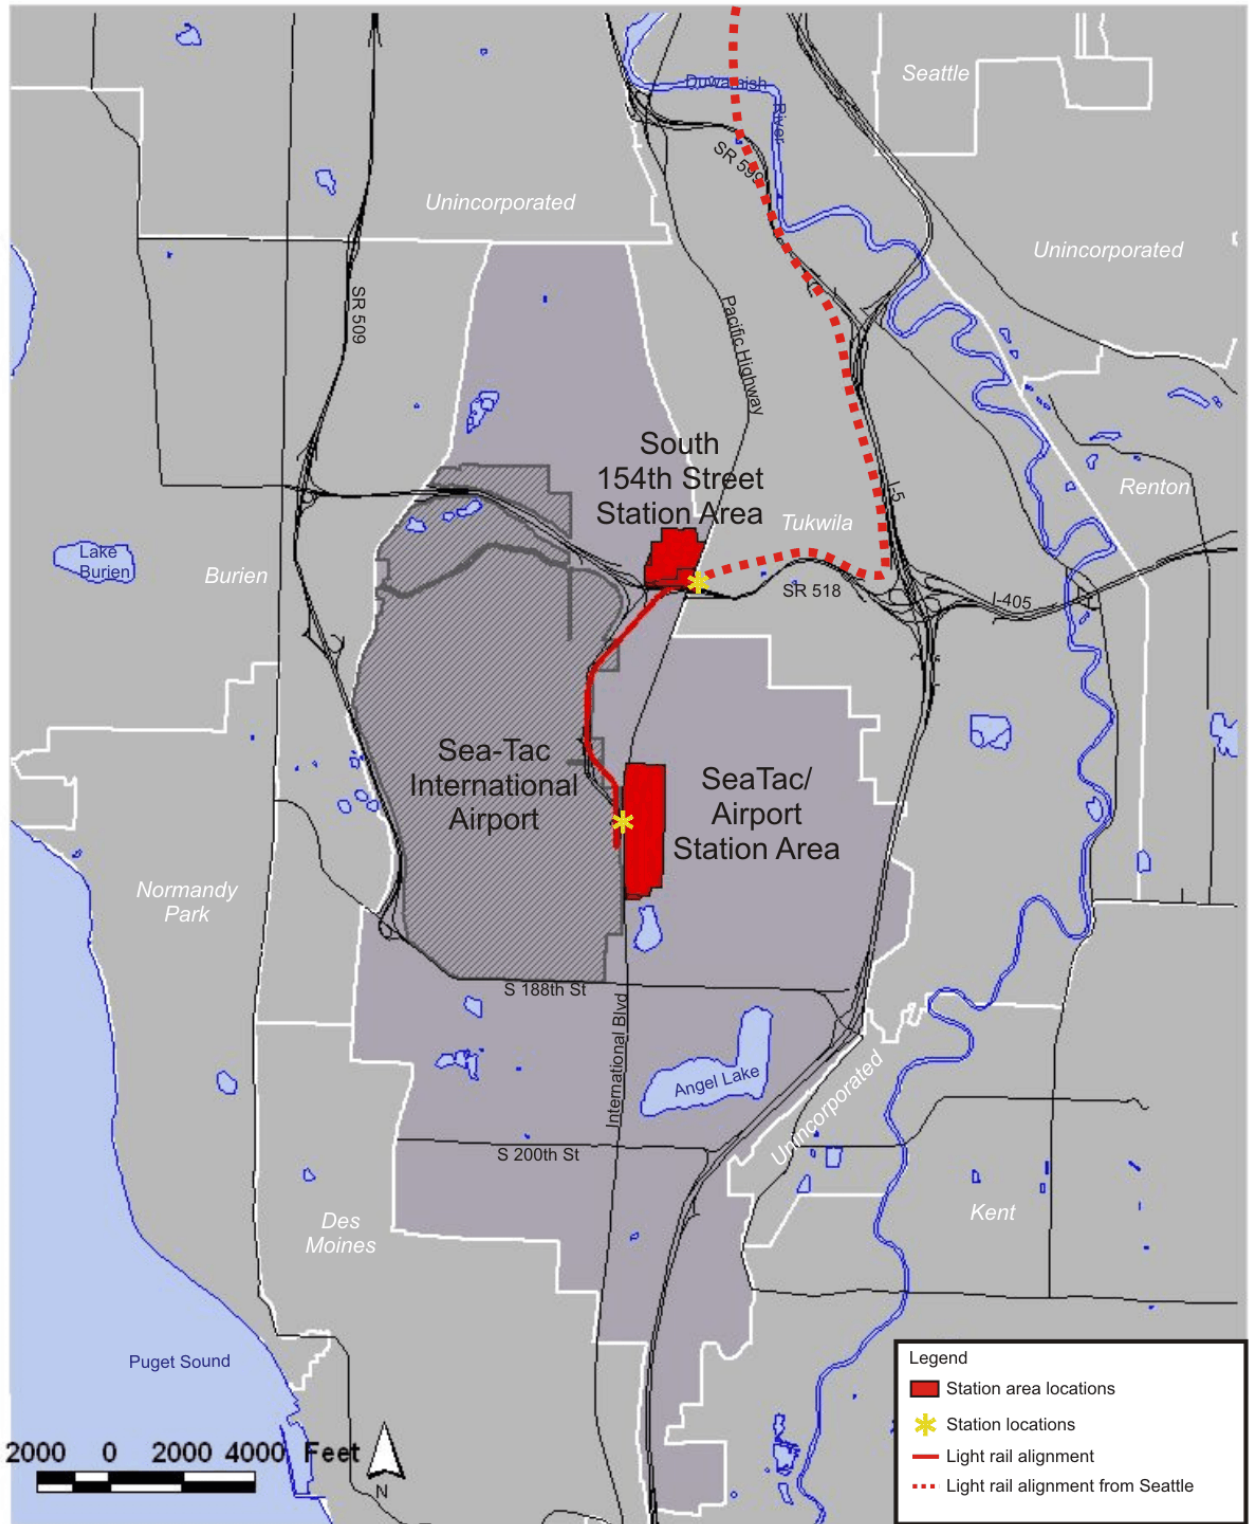 Seattle
Duwamish
River
SR 599
Unincorporated
Unincorporated
SR 509
Pacific Highway
South
154th Street
Station Area
I-5
Renton
Tukwila
Lake
Burien
Burien
SR 518
I-405
Sea-Tac
International
Airport
SeaTac/
Airport
Station Area
Normandy
Park
S 188th St
International Blvd
Angel Lake
Unincorporated
S 200th St
Des
Moines
Kent
Puget Sound
2000 0 2000 4000 Feet
N
Legend
Station area locations
Station locations
Light rail alignment
Light rail alignment from Seattle